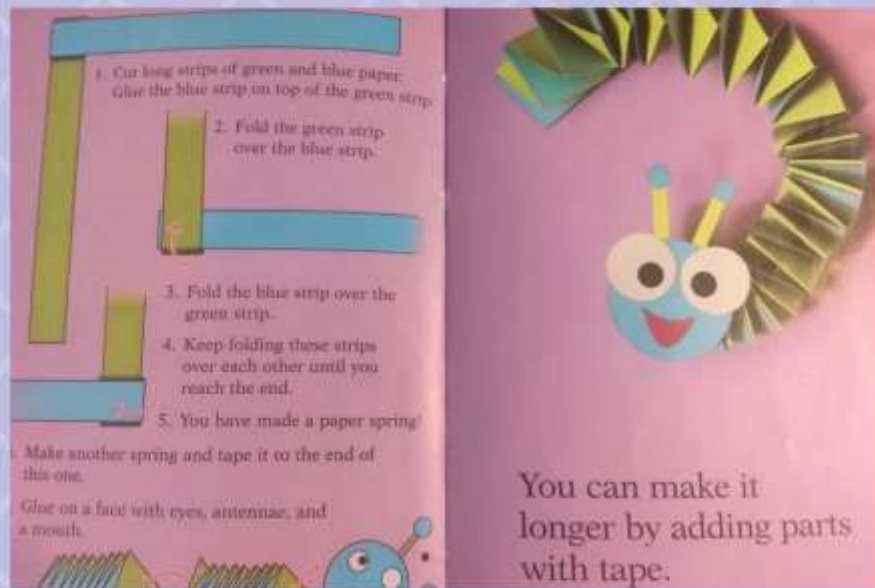 1. Cut long strips of green and blue paper.
Glue the blue strip on top of the green strip.
2. Fold the green strip
over the blue strip.
3. Fold the blue strip over the
green strip.
4. Keep folding these strips
over each other until you
reach the end.
5. You have made a paper spring!
Make another spring and tape it to the end of
this one.
Glue on a face with eyes, antennae, and
a mouth.
You can make it
longer by adding parts
with tape.